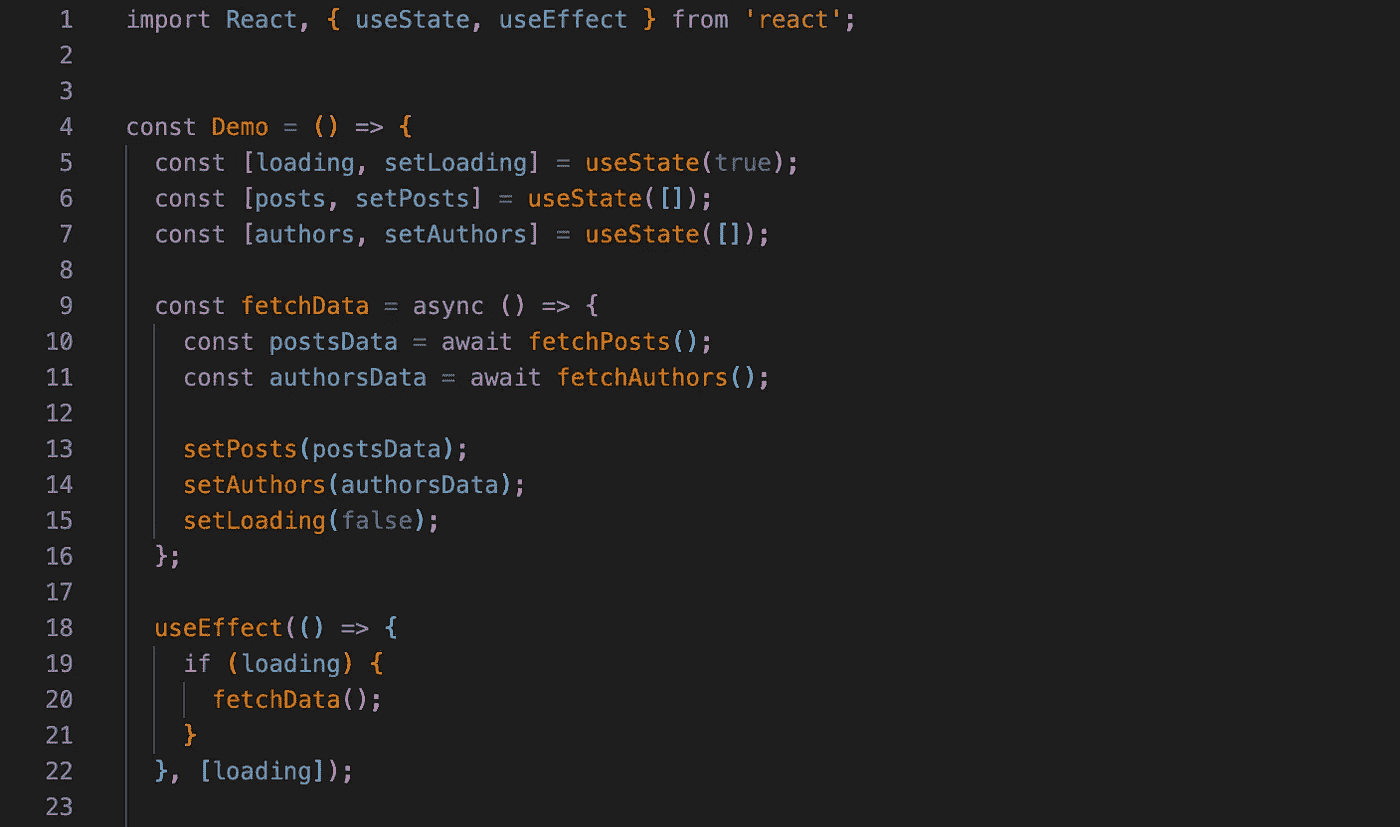 1 import React, { useState, useEffect } from 'react';
2
3
4 const Demo = () => {
5 const [loading, setLoading] = useState(true);
6 const [posts, setPosts] = useState([]);
7 const [authors, setAuthors] = useState([]);
8
9 const fetchData = async () => {
10 const postsData = await fetchPosts();
11 const authorsData = await fetchAuthors();
12
13 setPosts(postsData);
14 setAuthors(authorsData);
15 setLoading(false);
16 };
17
18 useEffect(() => {
19 if (loading) {
20 fetchData();
21 }
22 }, [loading]);
23